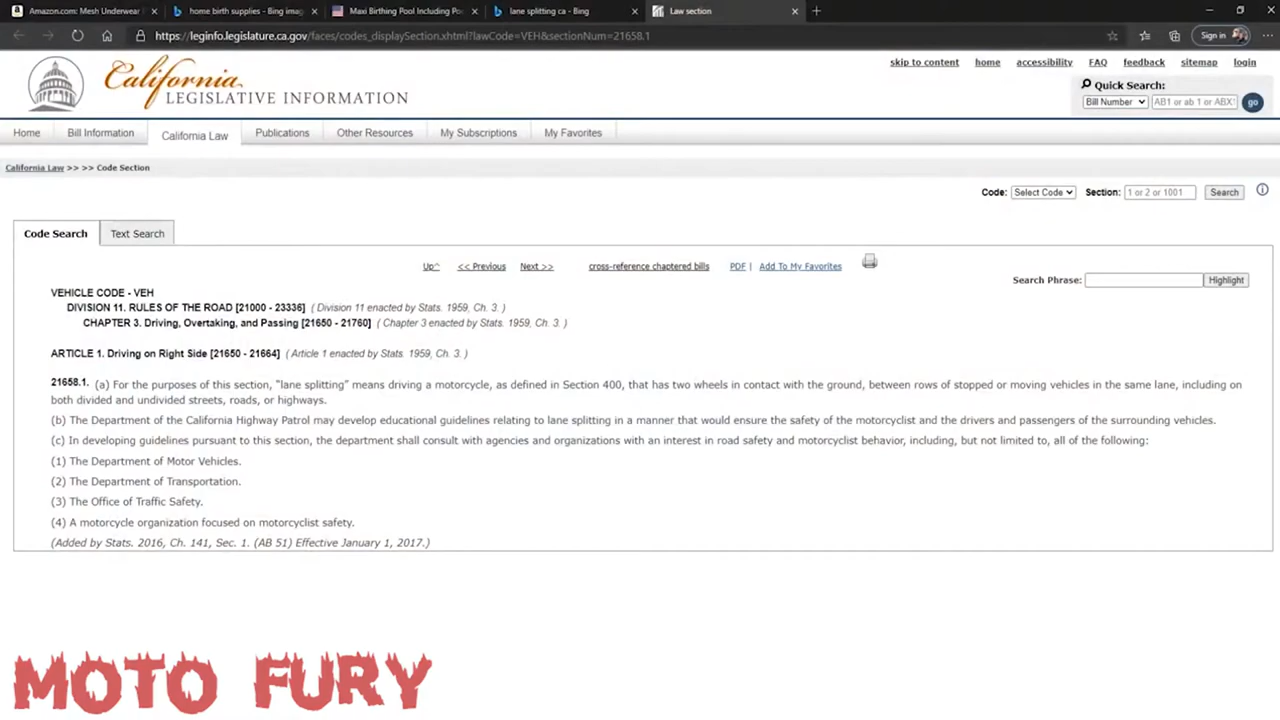 Amazon.com: Mesh Underwear
home birth supplies - Bing imag
Maxi Birthing Pool Including Po
lane splitting ca - Bing
Law section
https://leginfo.legislature.ca.gov/faces/codes_displaySection.xhtml?lawCode=VEH&sectionNum=21658.1
Sign in
California
LEGISLATIVE INFORMATION
skip to content home accessibility FAQ feedback sitemap login
Quick Search:
Bill Number AB1 or ab 1 or ABX1 go
Home Bill Information California Law Publications Other Resources My Subscriptions My Favorites
California Law >> >> Code Section
Code: Select Code Section: 1 or 2 or 1001 Search
Code Search Text Search
Up^ << Previous Next >> cross-reference chaptered bills PDF | Add To My Favorites
Search Phrase: Highlight
VEHICLE CODE - VEH
DIVISION 11. RULES OF THE ROAD [21000 - 23336] ( Division 11 enacted by Stats. 1959, Ch. 3. )
CHAPTER 3. Driving, Overtaking, and Passing [21650 - 21760] ( Chapter 3 enacted by Stats. 1959, Ch. 3. )
ARTICLE 1. Driving on Right Side [21650 - 21664] ( Article 1 enacted by Stats. 1959, Ch. 3. )
21658.1. (a) For the purposes of this section, "lane splitting" means driving a motorcycle, as defined in Section 400, that has two wheels in contact with the ground, between rows of stopped or moving vehicles in the same lane, including on
both divided and undivided streets, roads, or highways.
(b) The Department of the California Highway Patrol may develop educational guidelines relating to lane splitting in a manner that would ensure the safety of the motorcyclist and the drivers and passengers of the surrounding vehicles.
(c) In developing guidelines pursuant to this section, the department shall consult with agencies and organizations with an interest in road safety and motorcyclist behavior, including, but not limited to, all of the following:
(1) The Department of Motor Vehicles.
(2) The Department of Transportation.
(3) The Office of Traffic Safety.
(4) A motorcycle organization focused on motorcyclist safety.
(Added by Stats. 2016, Ch. 141, Sec. 1. (AB 51) Effective January 1, 2017.)
MOTO FURY